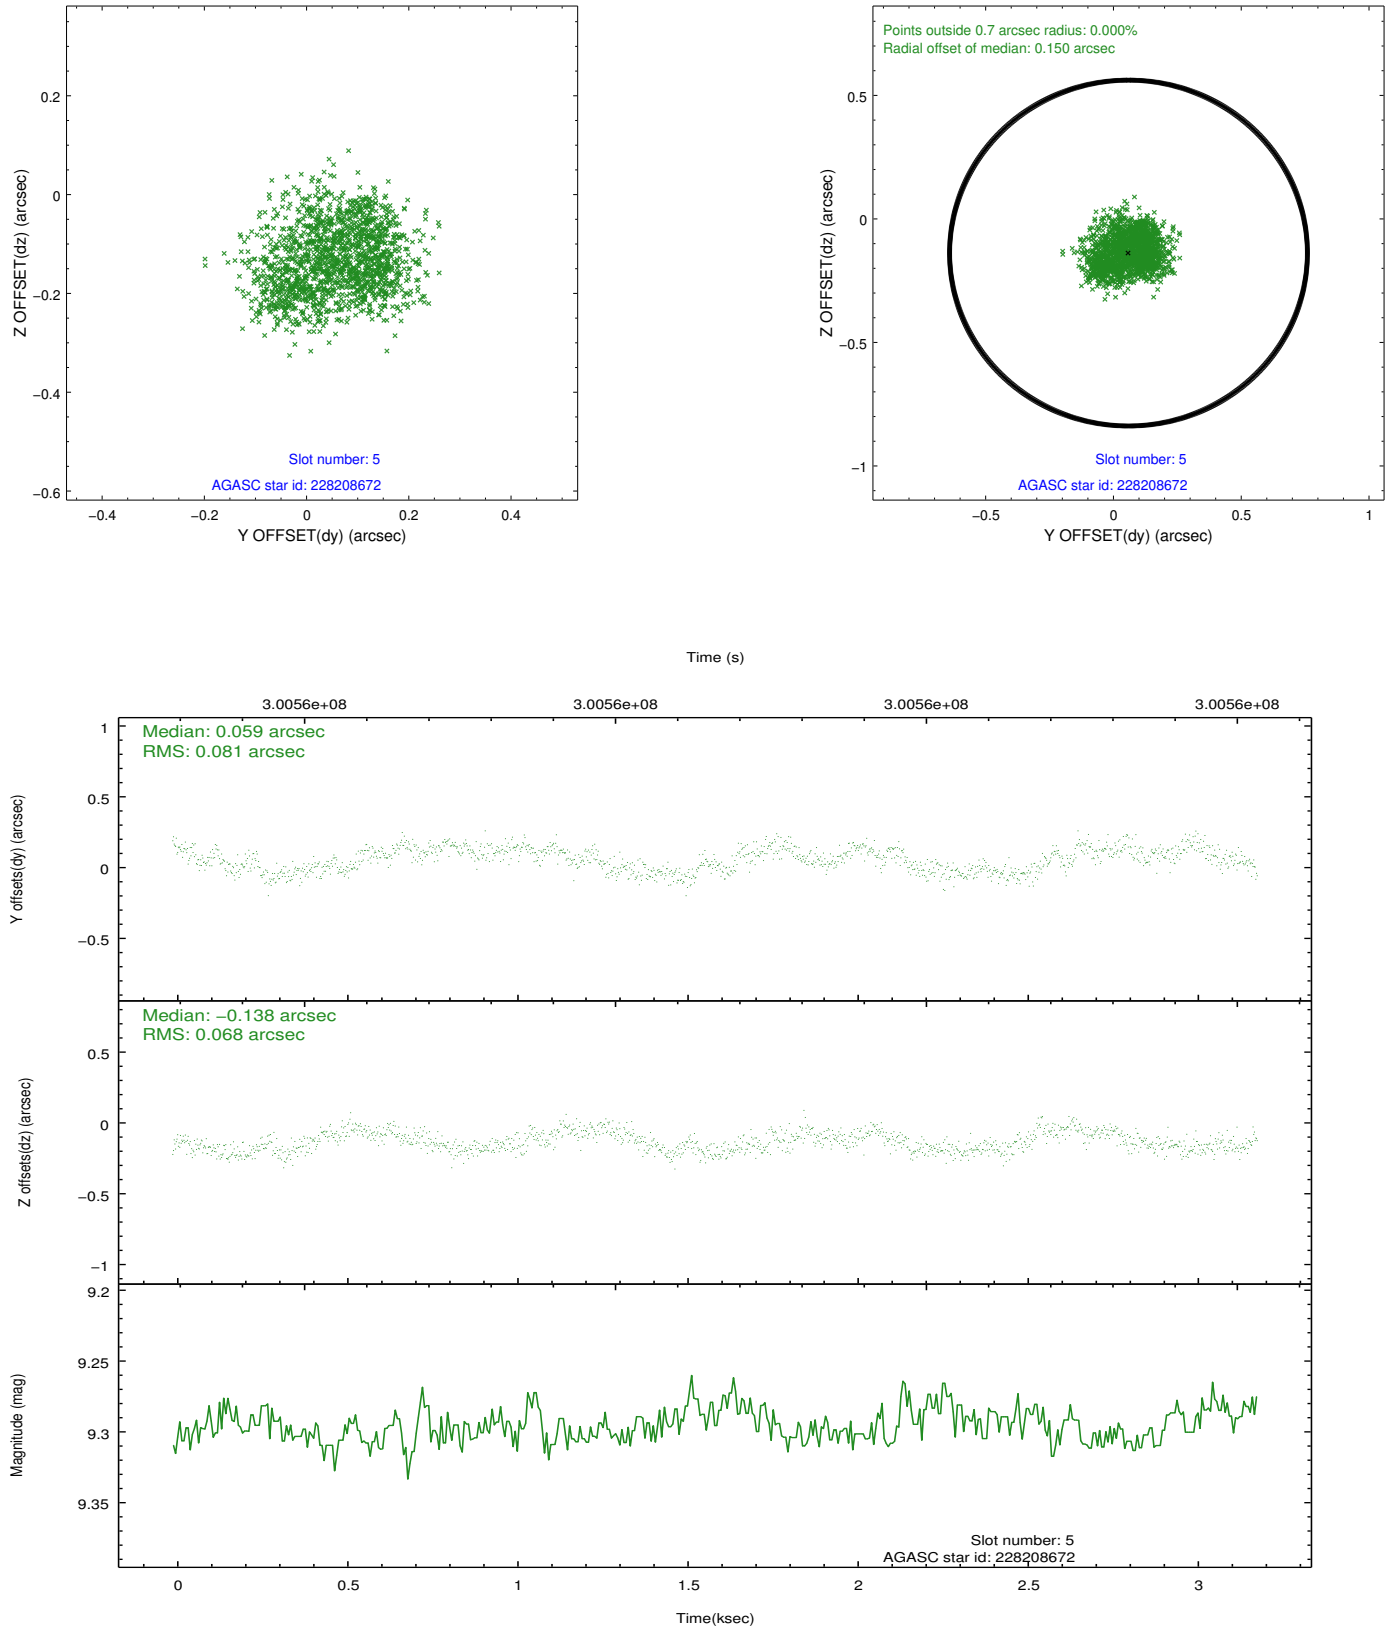 0.2
0
−0.2
−0.4
−0.6
Z OFFSET(dz) (arcsec)
Slot number: 5
AGASC star id: 228208672
−0.4
−0.2
0
0.2
0.4
Y OFFSET(dy) (arcsec)
Points outside 0.7 arcsec radius: 0.000%
Radial offset of median: 0.150 arcsec
0.5
0
−0.5
−1
Z OFFSET(dz) (arcsec)
Slot number: 5
AGASC star id: 228208672
−0.5
0
0.5
1
Y OFFSET(dy) (arcsec)
Time (s)
3.0056e+08
3.0056e+08
3.0056e+08
3.0056e+08
Median: 0.059 arcsec
RMS: 0.081 arcsec
1
0.5
0
−0.5
Y offsets(dy) (arcsec)
Median: −0.138 arcsec
RMS: 0.068 arcsec
0.5
0
−0.5
−1
Z offsets(dz) (arcsec)
9.2
9.25
9.3
9.35
Magnitude (mag)
Slot number: 5
AGASC star id: 228208672
0
0.5
1
1.5
2
2.5
3
Time(ksec)